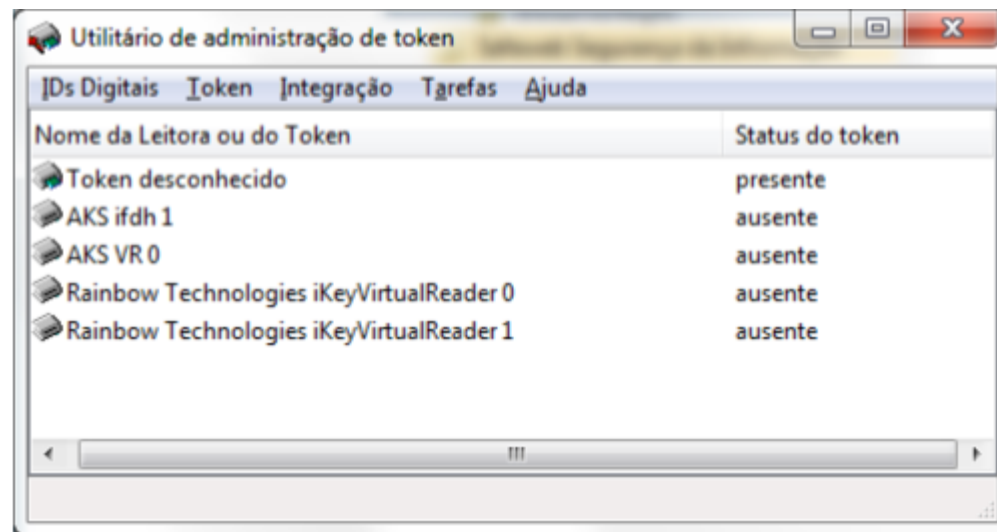 Utilitário de administração de token
IDs Digitais Token Integração Tarefas Ajuda
Nome da Leitora ou do Token Status do token
Token desconhecido presente
AKS ifdh 1 ausente
AKS VR 0 ausente
Rainbow Technologies iKeyVirtualReader 0 ausente
Rainbow Technologies iKeyVirtualReader 1 ausente